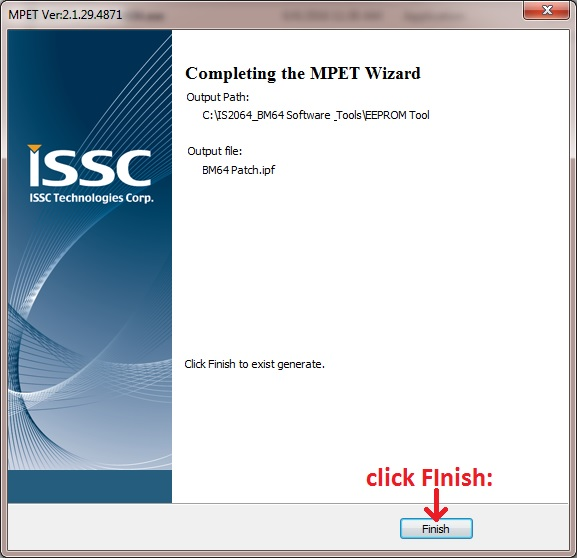 MPET Ver:2.1.29.4871
Completing the MPET Wizard
Output Path:
C:\IS2064_BM64 Software _Tools\EEPROM Tool
Output file:
BM64 Patch.ipf
ISSC
ISSC Technologies Corp.
Click Finish to exist generate.
click FInish:
Finish